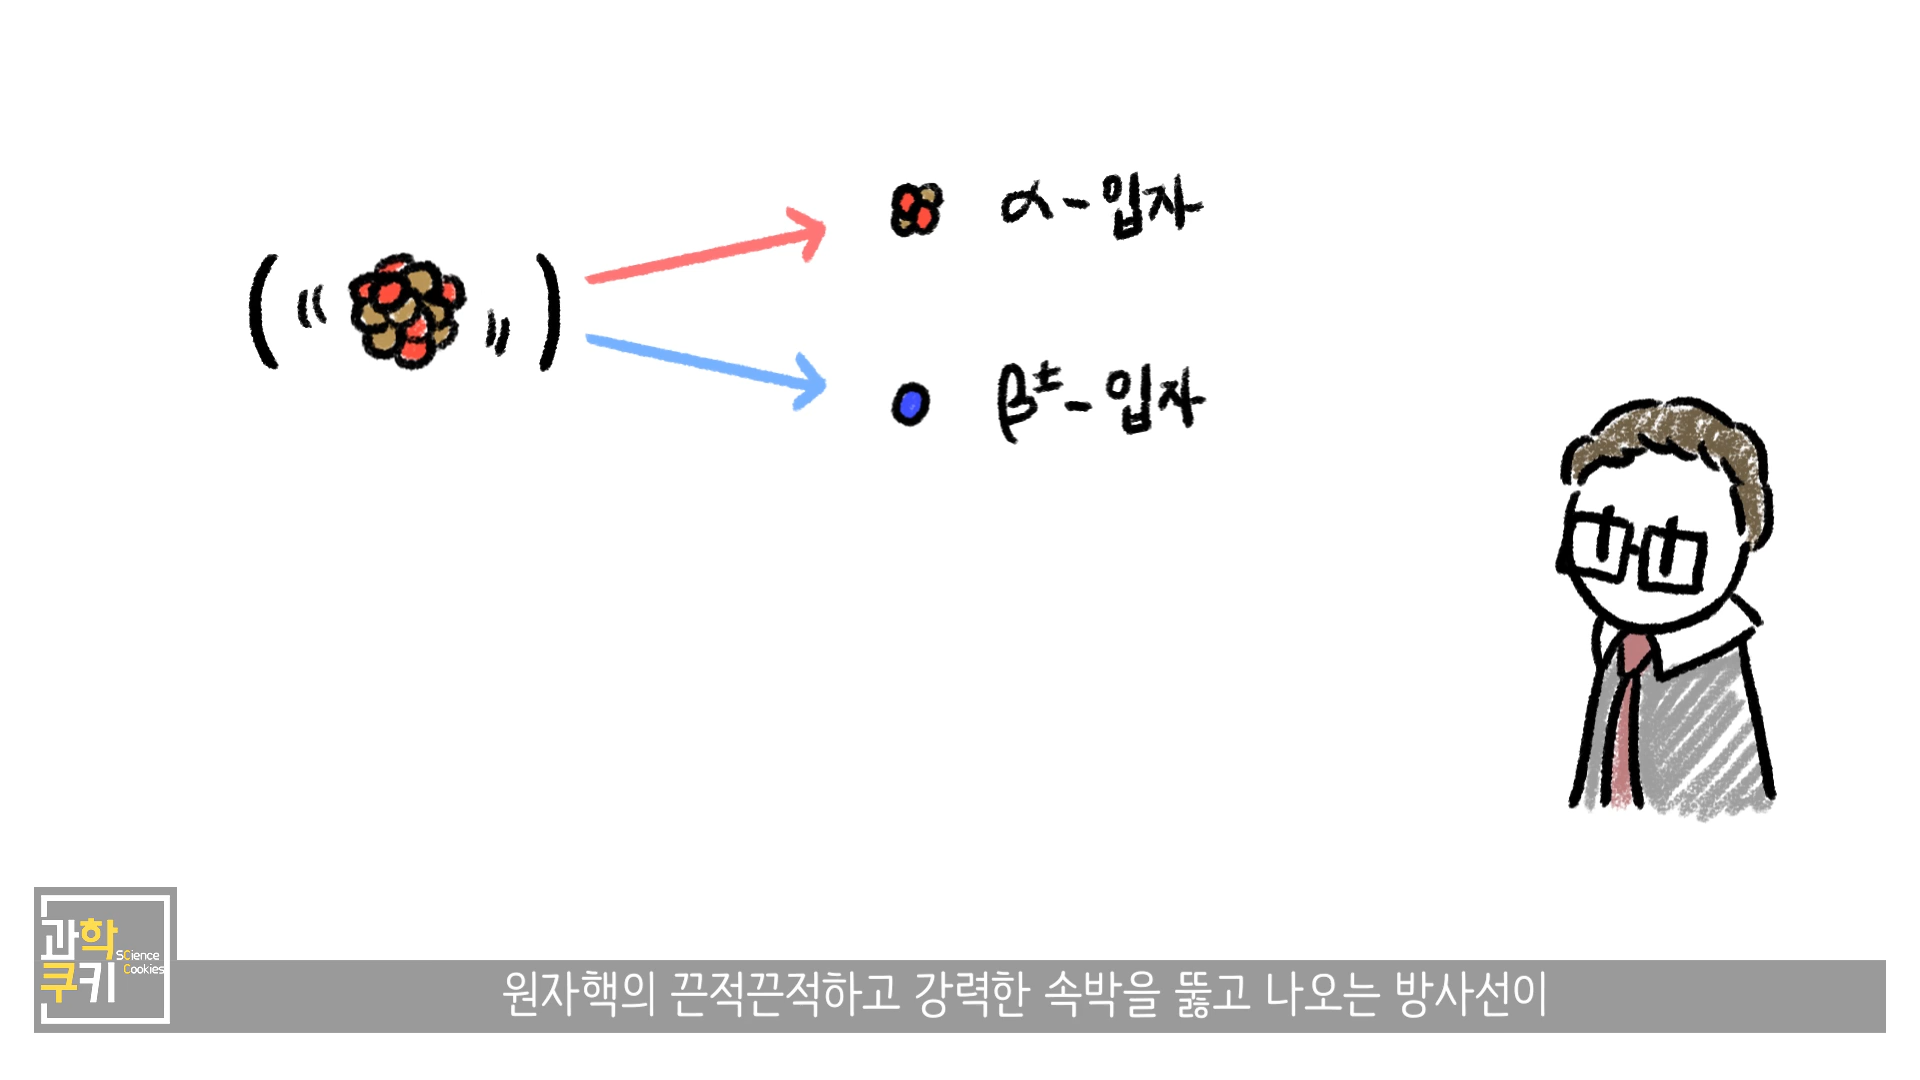 α-입자
β±-입자
과학
쿠키
Science
Cookies
원자핵의 끈적끈적하고 강력한 속박을 뚫고 나오는 방사선이